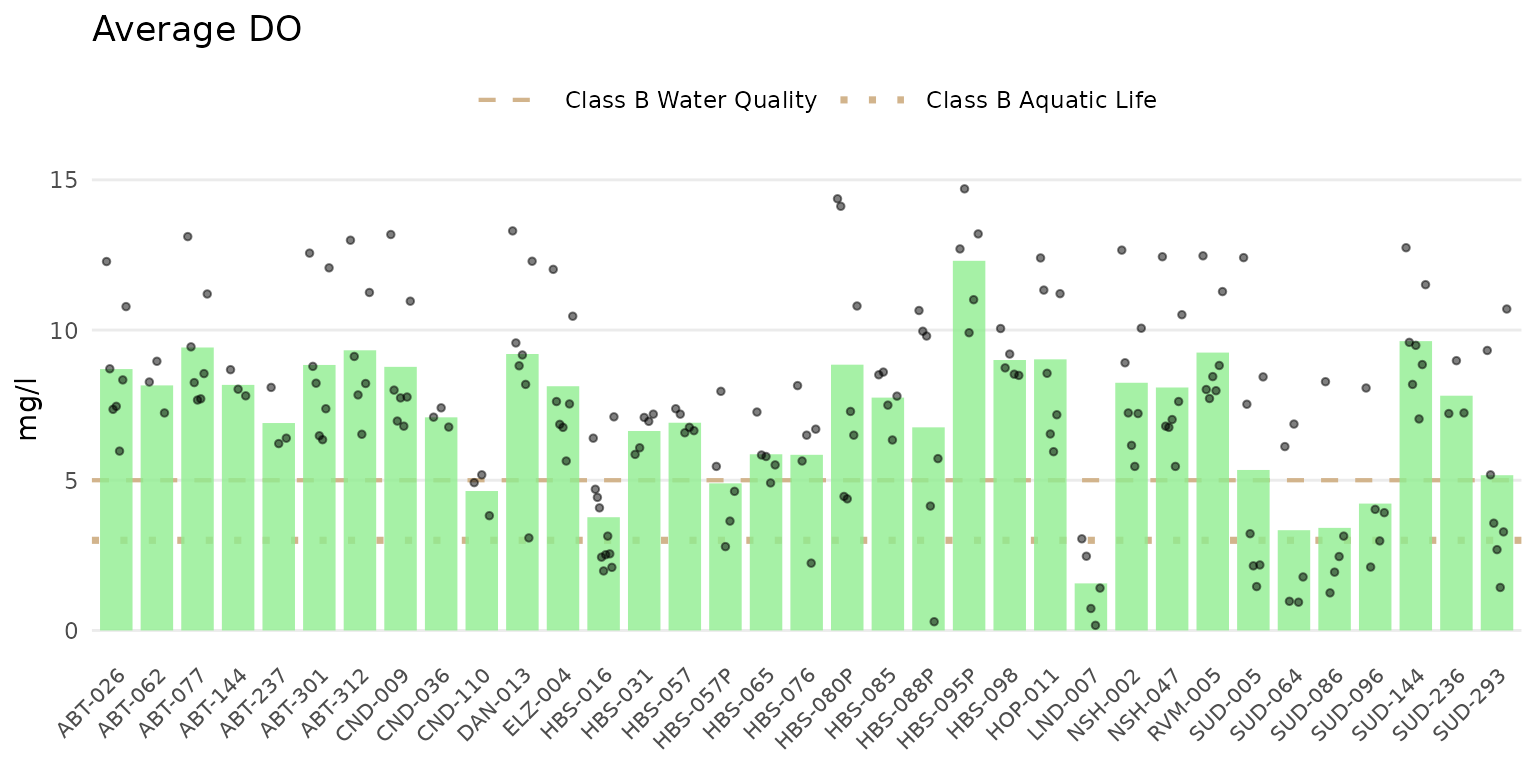 Average DO
Class B Water Quality Class B Aquatic Life
15
10
5
0
mg/l
ABT-026
ABT-062
ABT-077
ABT-144
ABT-237
ABT-301
ABT-312
CND-009
CND-036
CND-110
DAN-013
ELZ-004
HBS-016
HBS-031
HBS-057
HBS-057P
HBS-065
HBS-076
HBS-080P
HBS-085
HBS-088P
HBS-095P
HBS-098
HOP-011
LND-007
NSH-002
NSH-047
RVM-005
SUD-005
SUD-064
SUD-086
SUD-096
SUD-144
SUD-236
SUD-293